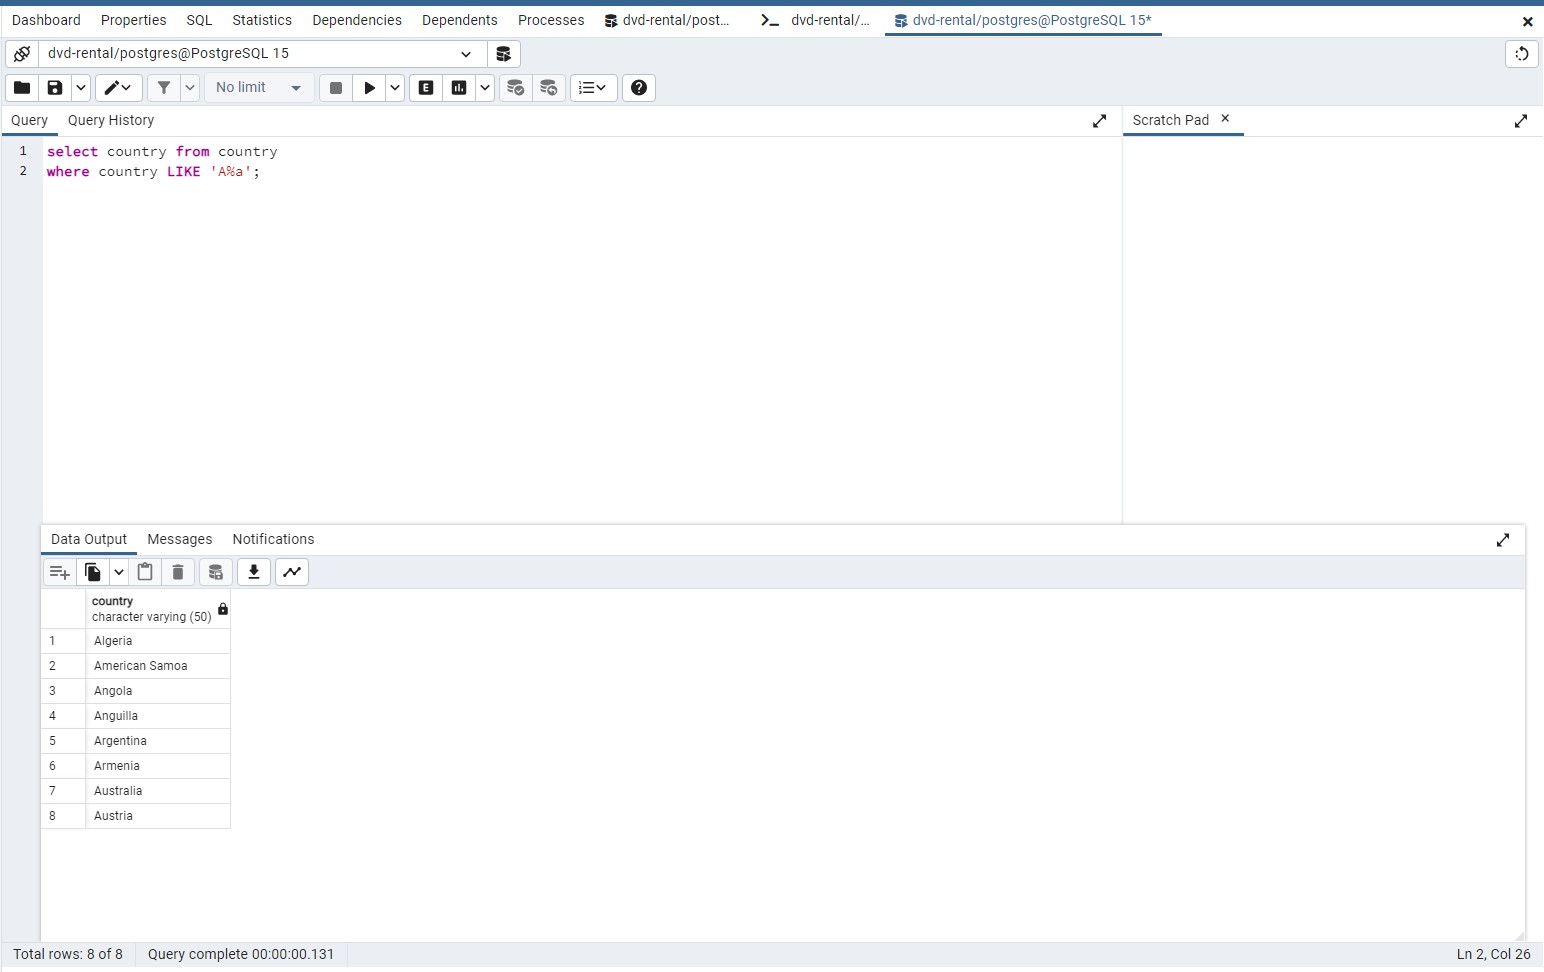 Dashboard Properties SQL Statistics Dependencies Dependents Processes dvd-rental/post... dvd-rental/... dvd-rental/postgres@PostgreSQL 15*
dvd-rental/postgres@PostgreSQL 15
No limit
E
Query Query History
Scratch Pad
1 select country from country
2 where country LIKE 'A%a';
Data Output Messages Notifications
country
character varying (50)
1 Algeria
2 American Samoa
3 Angola
4 Anguilla
5 Argentina
6 Armenia
7 Australia
8 Austria
Total rows: 8 of 8 Query complete 00:00:00.131 Ln 2, Col 26